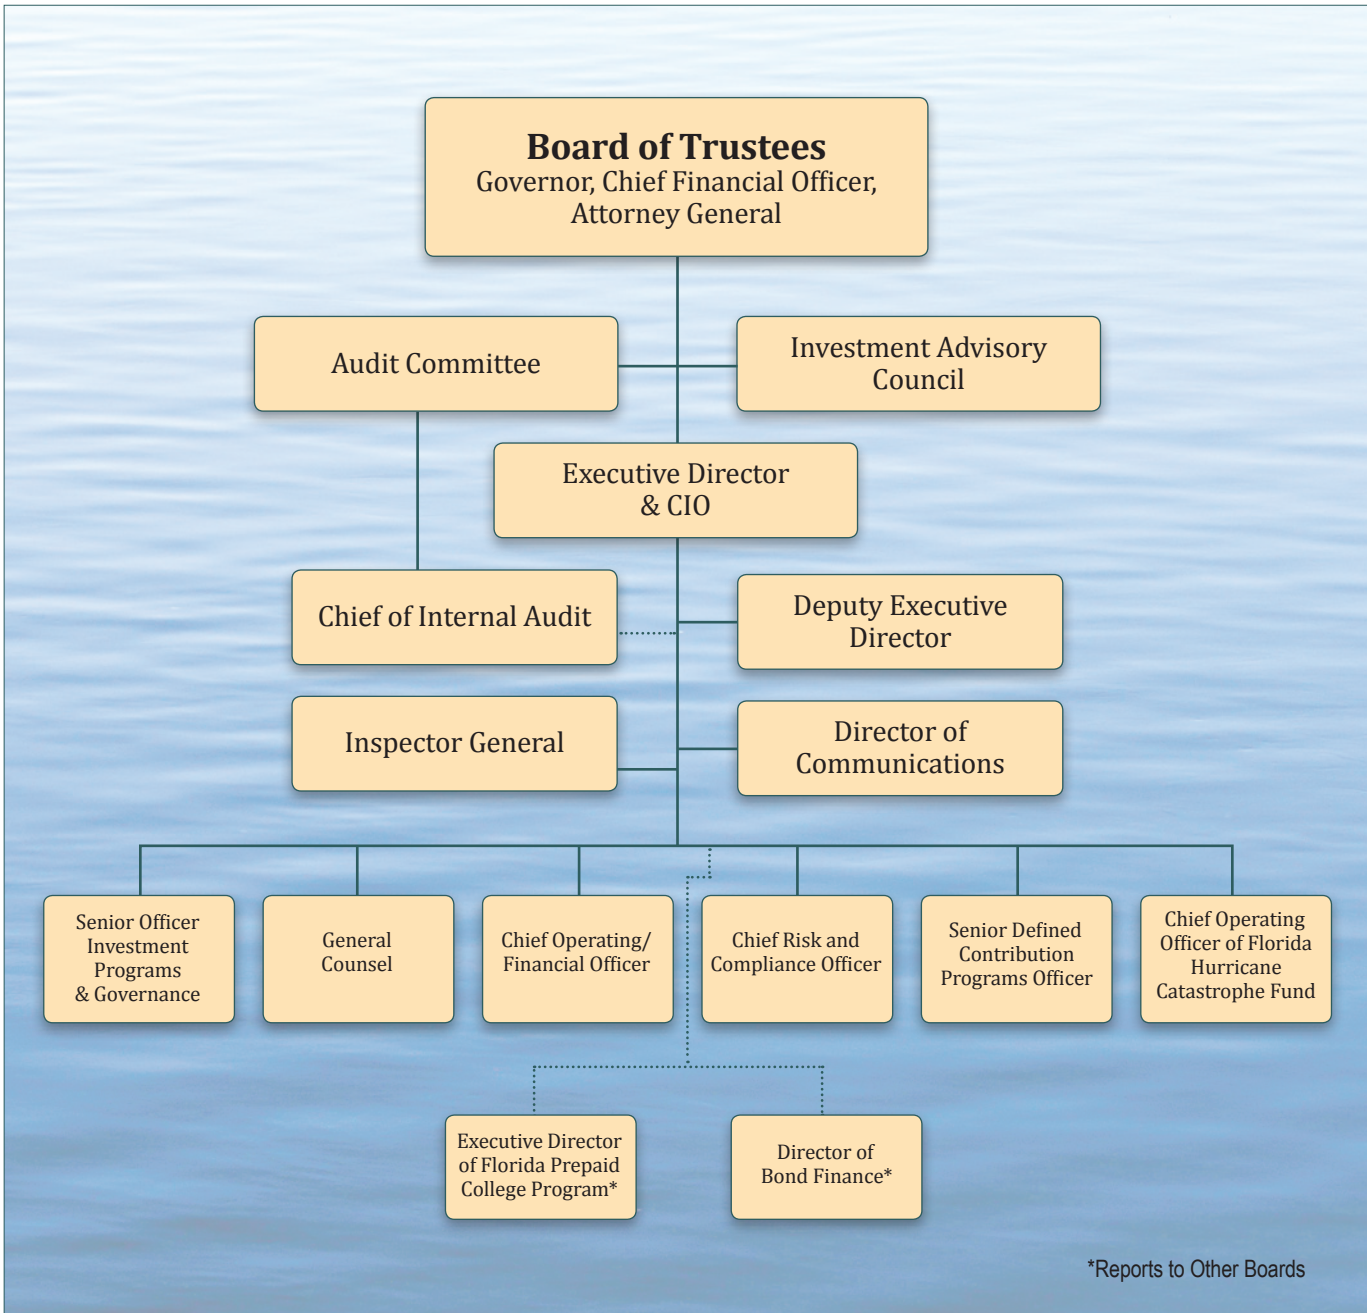 Board of Trustees
Governor, Chief Financial Officer,
Attorney General
Audit Committee
Investment Advisory
Council
Executive Director
& CIO
Chief of Internal Audit
Deputy Executive
Director
Inspector General
Director of
Communications
Senior Officer
Investment
Programs
& Governance
General
Counsel
Chief Operating/
Financial Officer
Chief Risk and
Compliance Officer
Senior Defined
Contribution
Programs Officer
Chief Operating
Officer of Florida
Hurricane
Catastrophe Fund
Executive Director
of Florida Prepaid
College Program*
Director of
Bond Finance*
*Reports to Other Boards